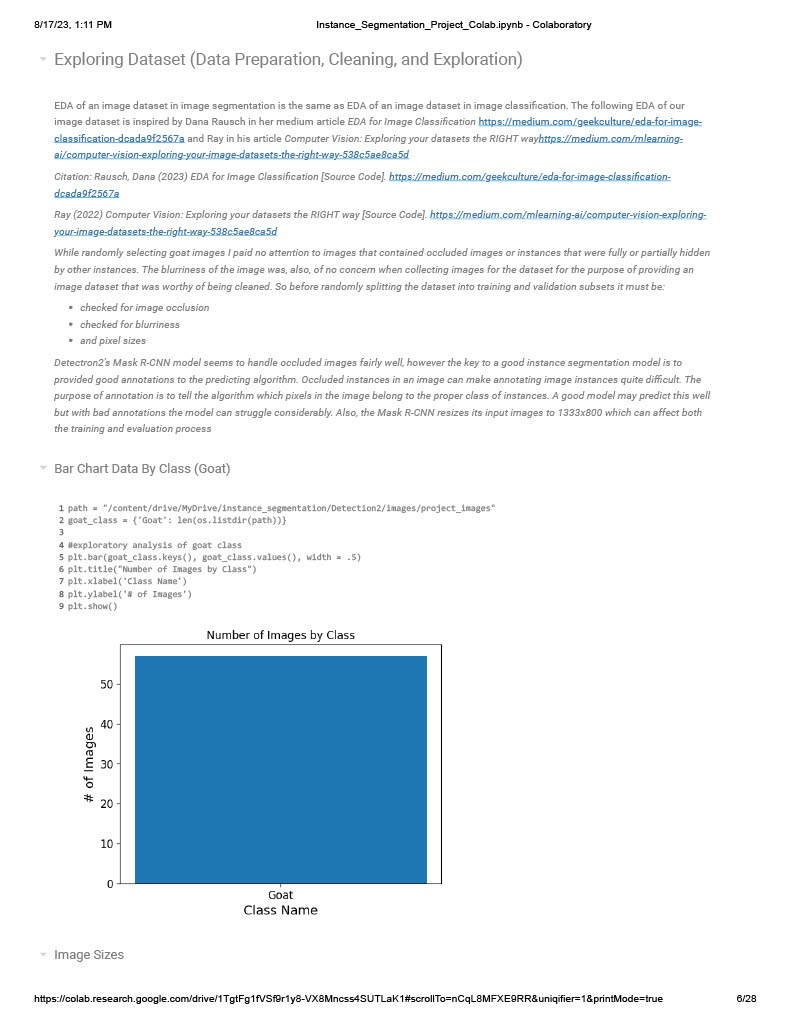 8/17/23, 1:11 PM Instance_Segmentation_Project_Colab.ipynb - Colaboratory
Exploring Dataset (Data Preparation, Cleaning, and Exploration)
EDA of an image dataset in image segmentation is the same as EDA of an image dataset in image classification. The following EDA of our
image dataset is inspired by Dana Rausch in her medium article EDA for Image Classification https://medium.com/geekculture/eda-for-image-
classification-dcada9f2567a and Ray in his article Computer Vision: Exploring your datasets the RIGHT wayhttps://medium.com/mlearning-
ai/computer-vision-exploring-your-image-datasets-the-right-way-538c5ae8ca5d
Citation: Rausch, Dana (2023) EDA for Image Classification [Source Code]. https://medium.com/geekculture/eda-for-image-classification-
dcada9f2567a
Ray (2022) Computer Vision: Exploring your datasets the RIGHT way [Source Code]. https://medium.com/mlearning-ai/computer-vision-exploring-
your-image-datasets-the-right-way-538c5ae8ca5d
While randomly selecting goat images I paid no attention to images that contained occluded images or instances that were fully or partially hidden
by other instances. The blurriness of the image was, also, of no concern when collecting images for the dataset for the purpose of providing an
image dataset that was worthy of being cleaned. So before randomly splitting the dataset into training and validation subsets it must be:
• checked for image occlusion
• checked for blurriness
• and pixel sizes
Detectron2's Mask R-CNN model seems to handle occluded images fairly well, however the key to a good instance segmentation model is to
provided good annotations to the predicting algorithm. Occluded instances in an image can make annotating image instances quite difficult. The
purpose of annotation is to tell the algorithm which pixels in the image belong to the proper class of instances. A good model may predict this well
but with bad annotations the model can struggle considerably. Also, the Mask R-CNN resizes its input images to 1333x800 which can affect both
the training and evaluation process
Bar Chart Data By Class (Goat)
1 path = "/content/drive/MyDrive/instance_segmentation/Detection2/images/project_images"
2 goat_class = {'Goat': len(os.listdir(path))}
3
4 #exploratory analysis of goat class
5 plt.bar(goat_class.keys(), goat_class.values(), width = .5)
6 plt.title("Number of Images by Class")
7 plt.xlabel('Class Name')
8 plt.ylabel('# of Images')
9 plt.show()
Number of Images by Class
# of Images
50
40
30
20
10
0
Goat
Class Name
Image Sizes
https://colab.research.google.com/drive/1TgtFg1fVSf9r1y8-VX8Mncss4SUTLaK1#scrollTo=nCqL8MFXE9RR&uniqifier=1&printMode=true 6/28